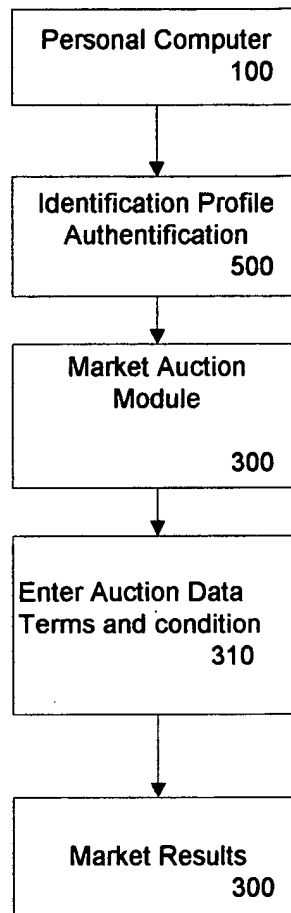 Personal Computer
100
Identification Profile
Authentification
500
Market Auction
Module
300
Enter Auction Data
Terms and condition
310
Market Results
300